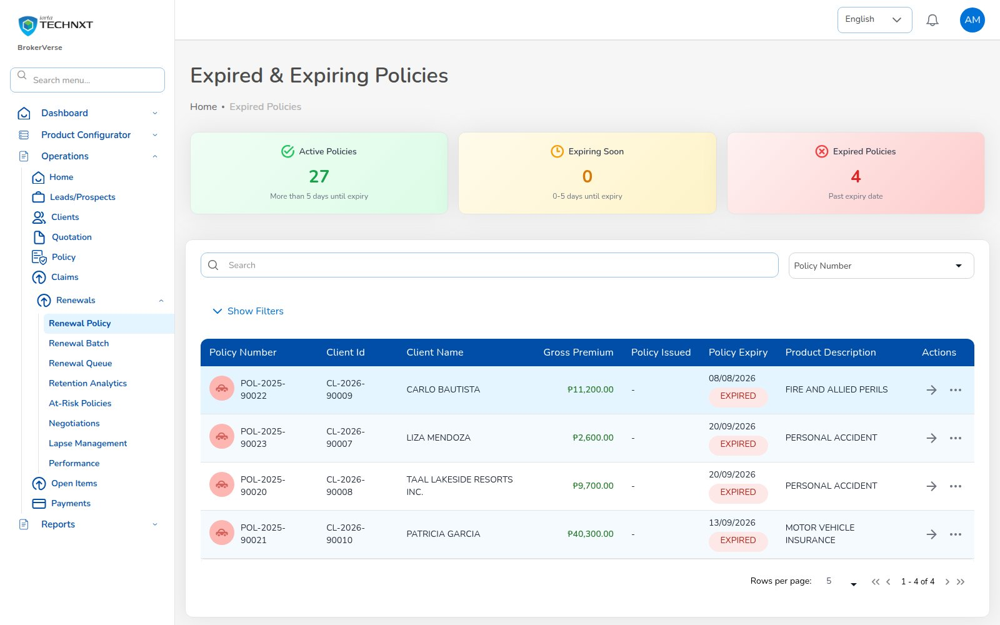 iorta
TECHNXT
BrokerVerse
Search menu...
Dashboard
Product Configurator
Operations
Home
Leads/Prospects
Clients
Quotation
Policy
Claims
Renewals
Renewal Policy
Renewal Batch
Renewal Queue
Retention Analytics
At-Risk Policies
Negotiations
Lapse Management
Performance
Open Items
Payments
Reports
English
AM
Expired & Expiring Policies
Home • Expired Policies
Active Policies
27
More than 5 days until expiry
Expiring Soon
0
0-5 days until expiry
Expired Policies
4
Past expiry date
Search
Policy Number
Show Filters
Policy Number Client Id Client Name Gross Premium Policy Issued Policy Expiry Product Description Actions
POL-2025-90022 CL-2026-90009 CARLO BAUTISTA ₱11,200.00 - 08/08/2026 EXPIRED FIRE AND ALLIED PERILS
POL-2025-90023 CL-2026-90007 LIZA MENDOZA ₱2,600.00 - 20/09/2026 EXPIRED PERSONAL ACCIDENT
POL-2025-90020 CL-2026-90008 TAAL LAKESIDE RESORTS INC. ₱9,700.00 - 20/09/2026 EXPIRED PERSONAL ACCIDENT
POL-2025-90021 CL-2026-90010 PATRICIA GARCIA ₱40,300.00 - 13/09/2026 EXPIRED MOTOR VEHICLE INSURANCE
Rows per page: 5 1 - 4 of 4